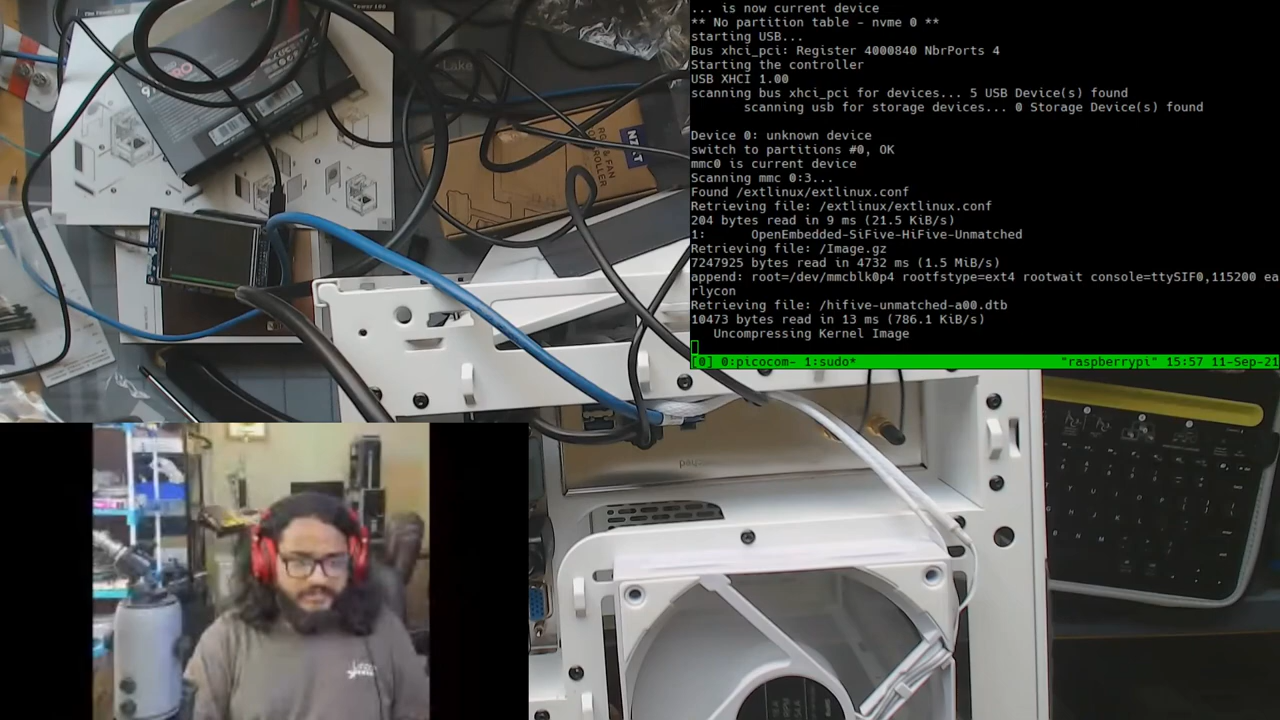 ... is now current device
** No partition table - nvme 0 **
starting USB...
Bus xhci_pci: Register 4000840 NbrPorts 4
Starting the controller
USB XHCI 1.00
scanning bus xhci_pci for devices... 5 USB Device(s) found
scanning usb for storage devices... 0 Storage Device(s) found
Device 0: unknown device
switch to partitions #0, OK
mmc0 is current device
Scanning mmc 0:3...
Found /extlinux/extlinux.conf
Retrieving file: /extlinux/extlinux.conf
204 bytes read in 9 ms (21.5 KiB/s)
1: OpenEmbedded-SiFive-HiFive-Unmatched
Retrieving file: /Image.gz
7247925 bytes read in 4732 ms (1.5 MiB/s)
append: root=/dev/mmcblk0p4 rootfstype=ext4 rootwait console=ttySIF0,115200 ea
rlycon
Retrieving file: /hifive-unmatched-a00.dtb
10473 bytes read in 13 ms (786.1 KiB/s)
Uncompressing Kernel Image
[0] 0:picocom- 1:sudo* "raspberrypi" 15:57 11-Sep-21
NZXT